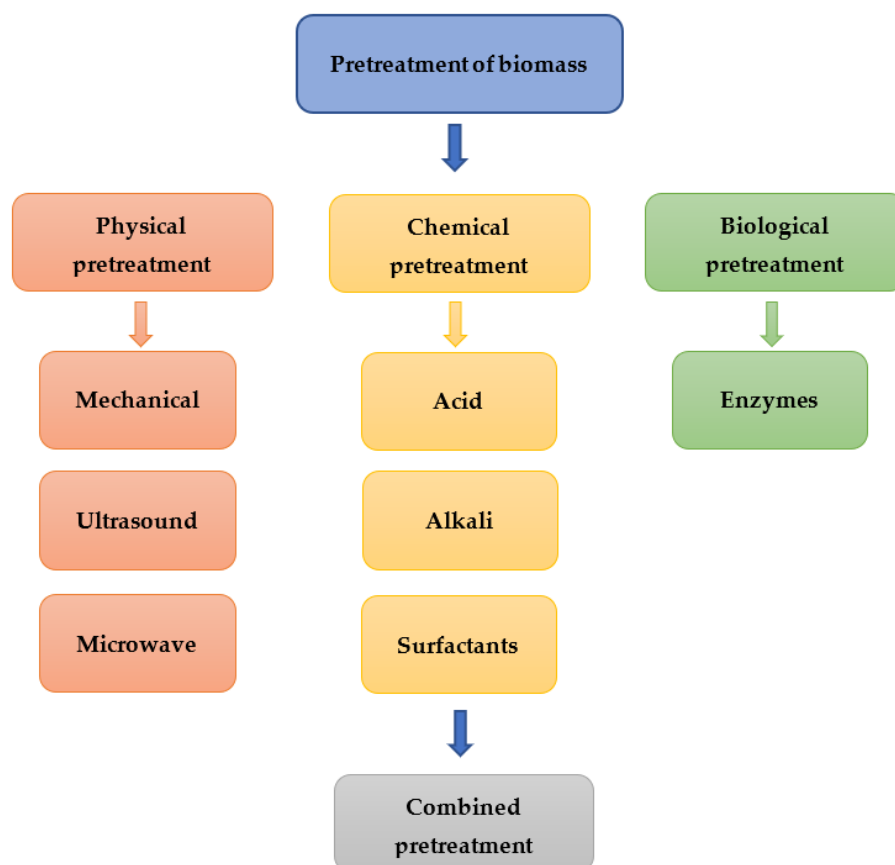 Pretreatment of biomass
Physical
pretreatment
Chemical
pretreatment
Biological
pretreatment
Mechanical
Acid
Enzymes
Ultrasound
Alkali
Microwave
Surfactants
Combined
pretreatment